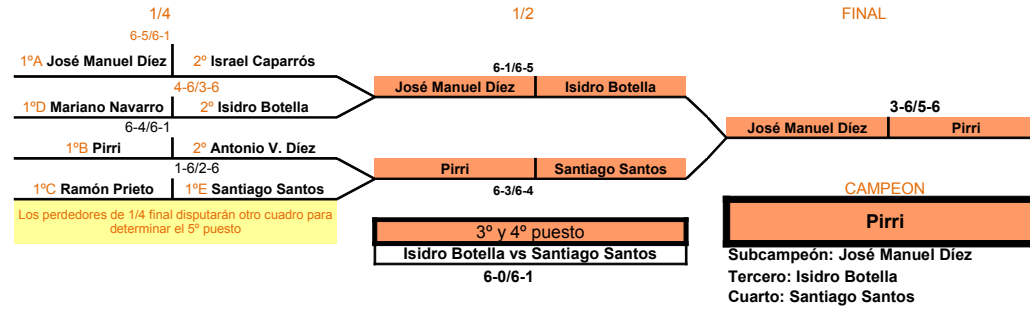 1/4
1/2
FINAL
6-5/6-1
1ºA José Manuel Díez 2º Israel Caparrós
6-1/6-5
4-6/3-6
José Manuel Díez Isidro Botella
1ºD Mariano Navarro 2º Isidro Botella
3-6/5-6
6-4/6-1
José Manuel Díez Pirri
1ºB Pirri 2º Antonio V. Díez
1-6/2-6
Pirri Santiago Santos
1ºC Ramón Prieto 1ºE Santiago Santos
6-3/6-4
CAMPEON
Los perdedores de 1/4 final disputarán otro cuadro para
determinar el 5º puesto
Pirri
3º y 4º puesto
Isidro Botella vs Santiago Santos
6-0/6-1
Subcampeón: José Manuel Díez
Tercero: Isidro Botella
Cuarto: Santiago Santos